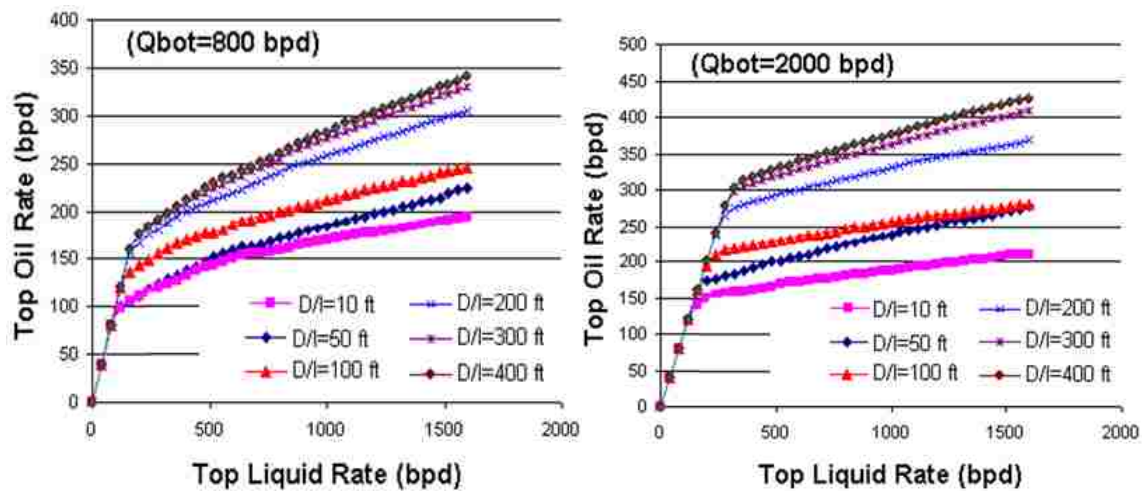 (Qbot=800 bpd)
Top Oil Rate (bpd)
400
350
300
250
200
150
100
50
0
D/I=10 ft
D/I=200 ft
D/I=50 ft
D/I=300 ft
D/I=100 ft
D/I=400 ft
0 500 1000 1500 2000
Top Liquid Rate (bpd)
(Qbot=2000 bpd)
Top Oil Rate (bpd)
500
450
400
350
300
250
200
150
100
50
0
D/I=10 ft
D/I=200 ft
D/I=50 ft
D/I=300 ft
D/I=100 ft
D/I=400 ft
0 500 1000 1500 2000
Top Liquid Rate (bpd)